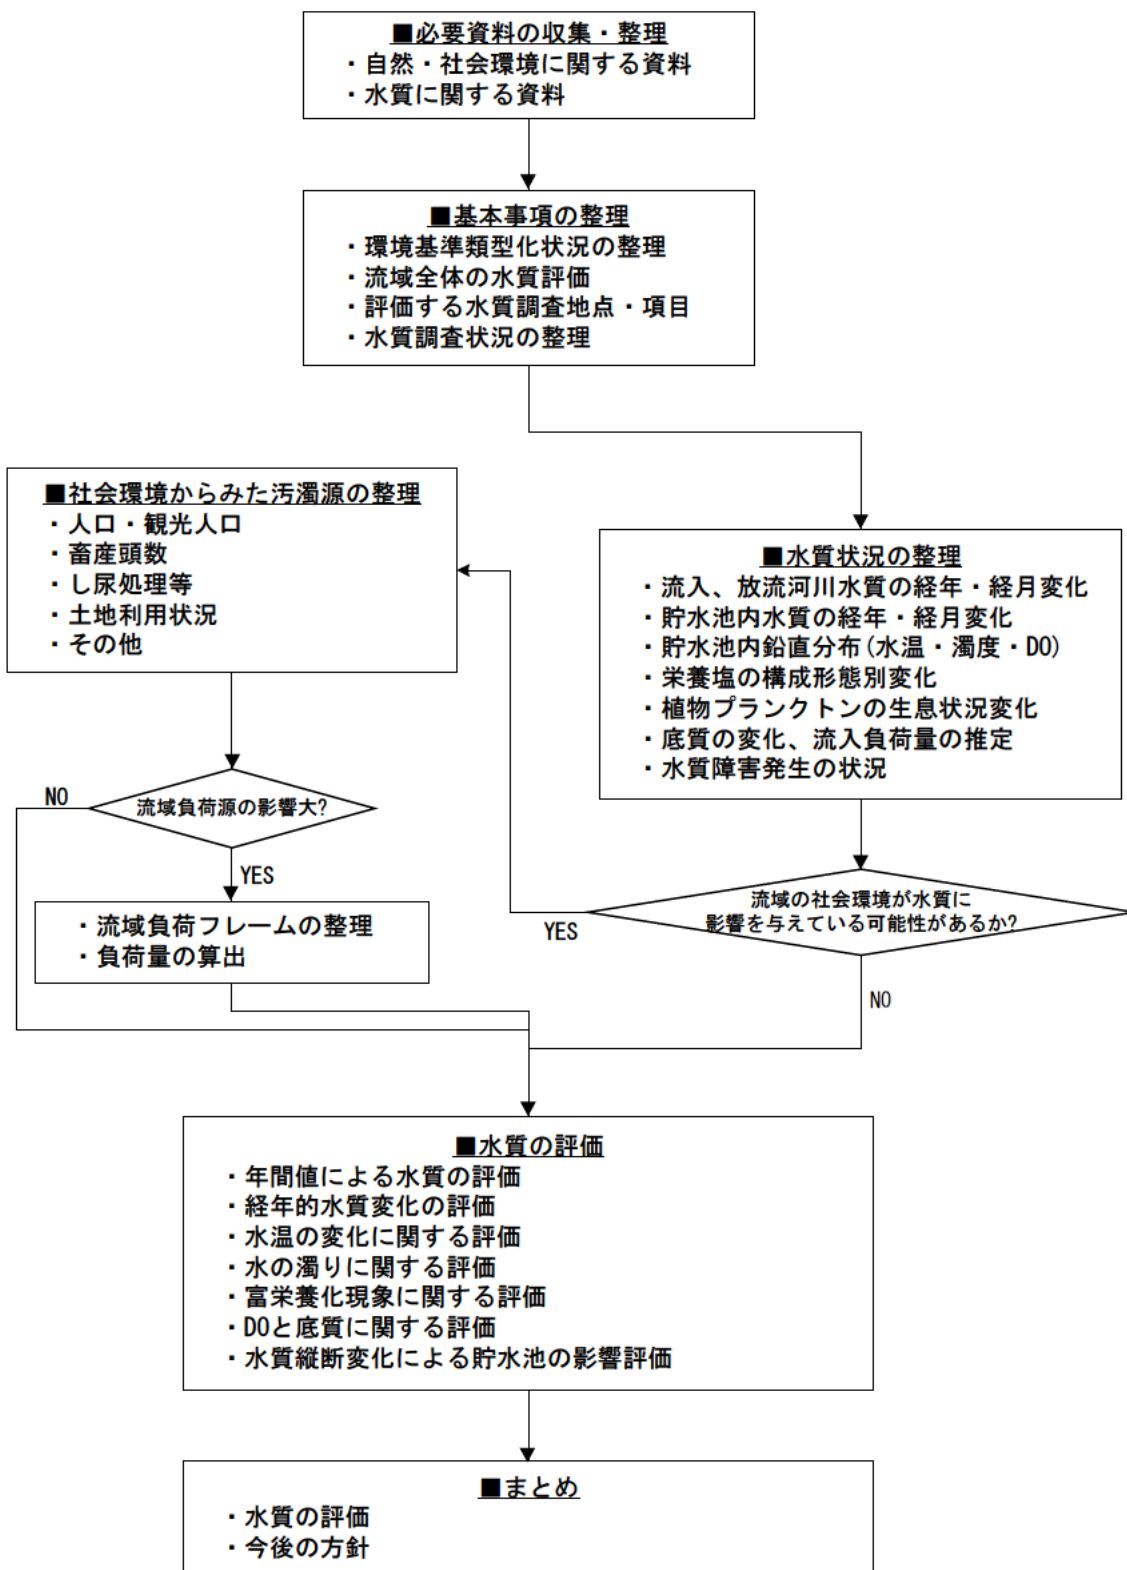 ■必要資料の収集・整理
・自然・社会環境に関する資料
・水質に関する資料
■基本事項の整理
・環境基準類型化状況の整理
・流域全体の水質評価
・評価する水質調査地点・項目
・水質調査状況の整理
■水質状況の整理
・流入、放流河川水質の経年・経月変化
・貯水池内水質の経年・経月変化
・貯水池内鉛直分布(水温・濁度・DO)
・栄養塩の構成形態別変化
・植物プランクトンの生息状況変化
・底質の変化、流入負荷量の推定
・水質障害発生の状況
流域の社会環境が水質に
影響を与えている可能性があるか?
YES
NO
■社会環境からみた汚濁源の整理
・人口・観光人口
・畜産頭数
・し尿処理等
・土地利用状況
・その他
流域負荷源の影響大?
NO
YES
・流域負荷フレームの整理
・負荷量の算出
■水質の評価
・年間値による水質の評価
・経年的水質変化の評価
・水温の変化に関する評価
・水の濁りに関する評価
・富栄養化現象に関する評価
・DOと底質に関する評価
・水質縦断変化による貯水池の影響評価
■まとめ
・水質の評価
・今後の方針